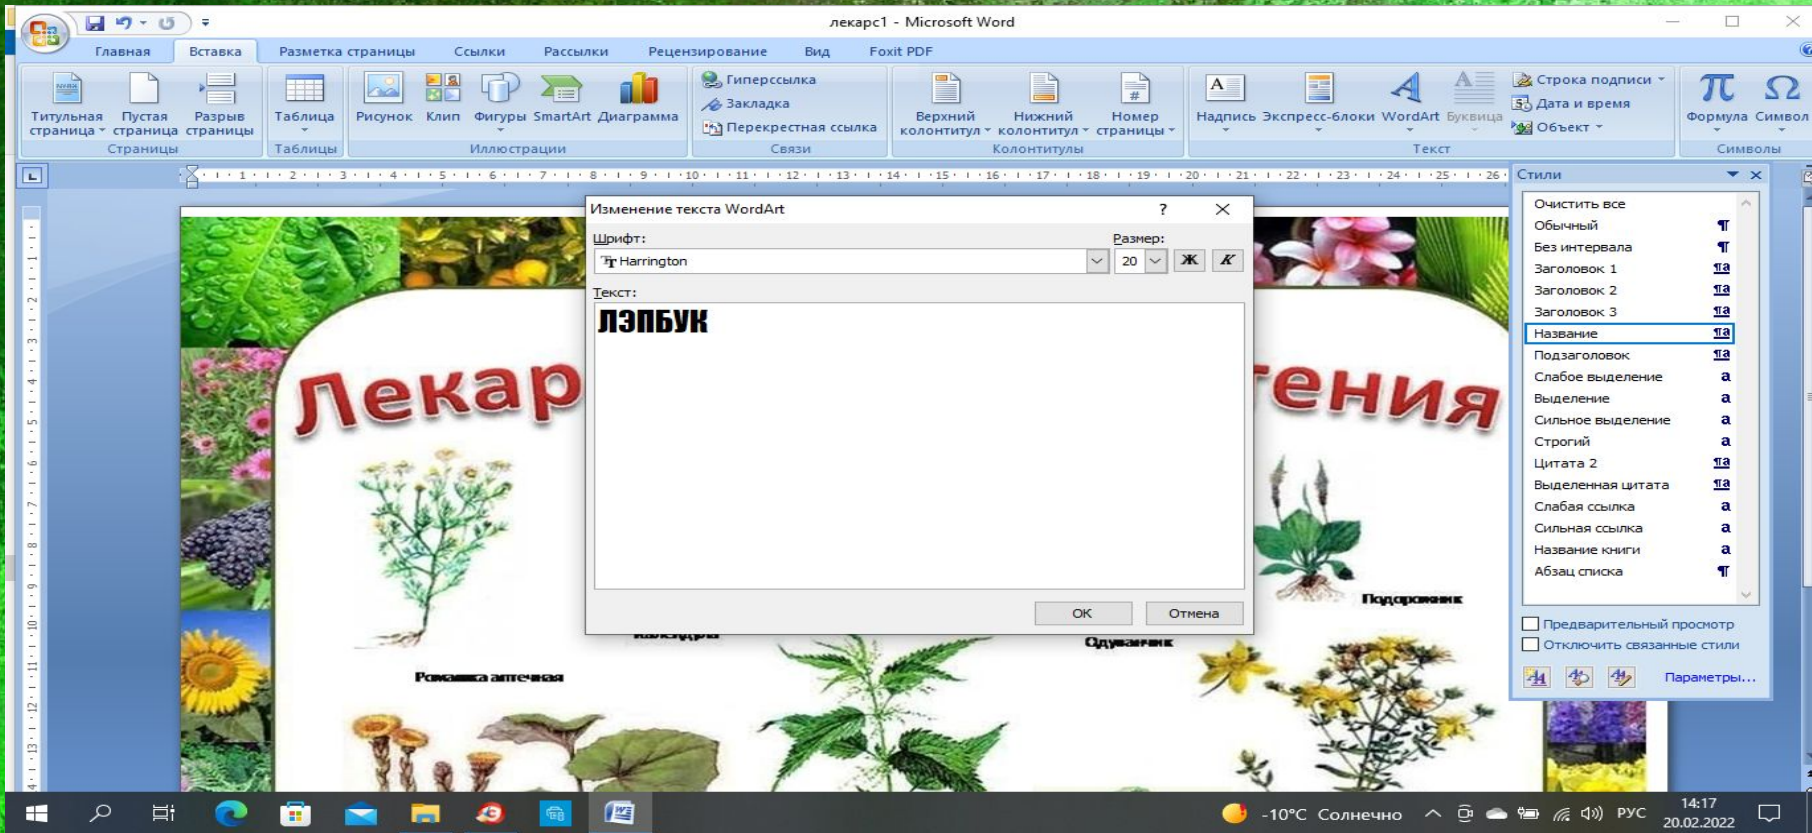 лекарс1 - Microsoft Word
Главная Вставка Разметка страницы Ссылки Рассылки Рецензирование Вид Foxit PDF
Титульная страница
Пустая страница
Разрыв страницы
Страницы
Таблица
Таблицы
Рисунок Клип Фигуры SmartArt Диаграмма
Иллюстрации
Гиперссылка
Закладка
Перекрестная ссылка
Связи
Верхний колонтитул
Нижний колонтитул
Номер страницы
Колонтитулы
Надпись Экспресс-блоки WordArt Буквица
Строка подписи
Дата и время
Объект
Текст
Формула Символ
Символы
Изменение текста WordArt
Шрифт:
Размер:
Harrington
20
Ж К
Текст:
ЛЭПБУК
OK Отмена
Лекар
ения
Подорожник
Одуванчик
Ромашка аптечная
Стили
Очистить все
Обычный
Без интервала
Заголовок 1
Заголовок 2
Заголовок 3
Название
Подзаголовок
Слабое выделение
Выделение
Сильное выделение
Строгий
Цитата 2
Выделенная цитата
Слабая ссылка
Сильная ссылка
Название книги
Абзац списка
Предварительный просмотр
Отключить связанные стили
Параметры...
-10°C Солнечно
РУС
14:17
20.02.2022